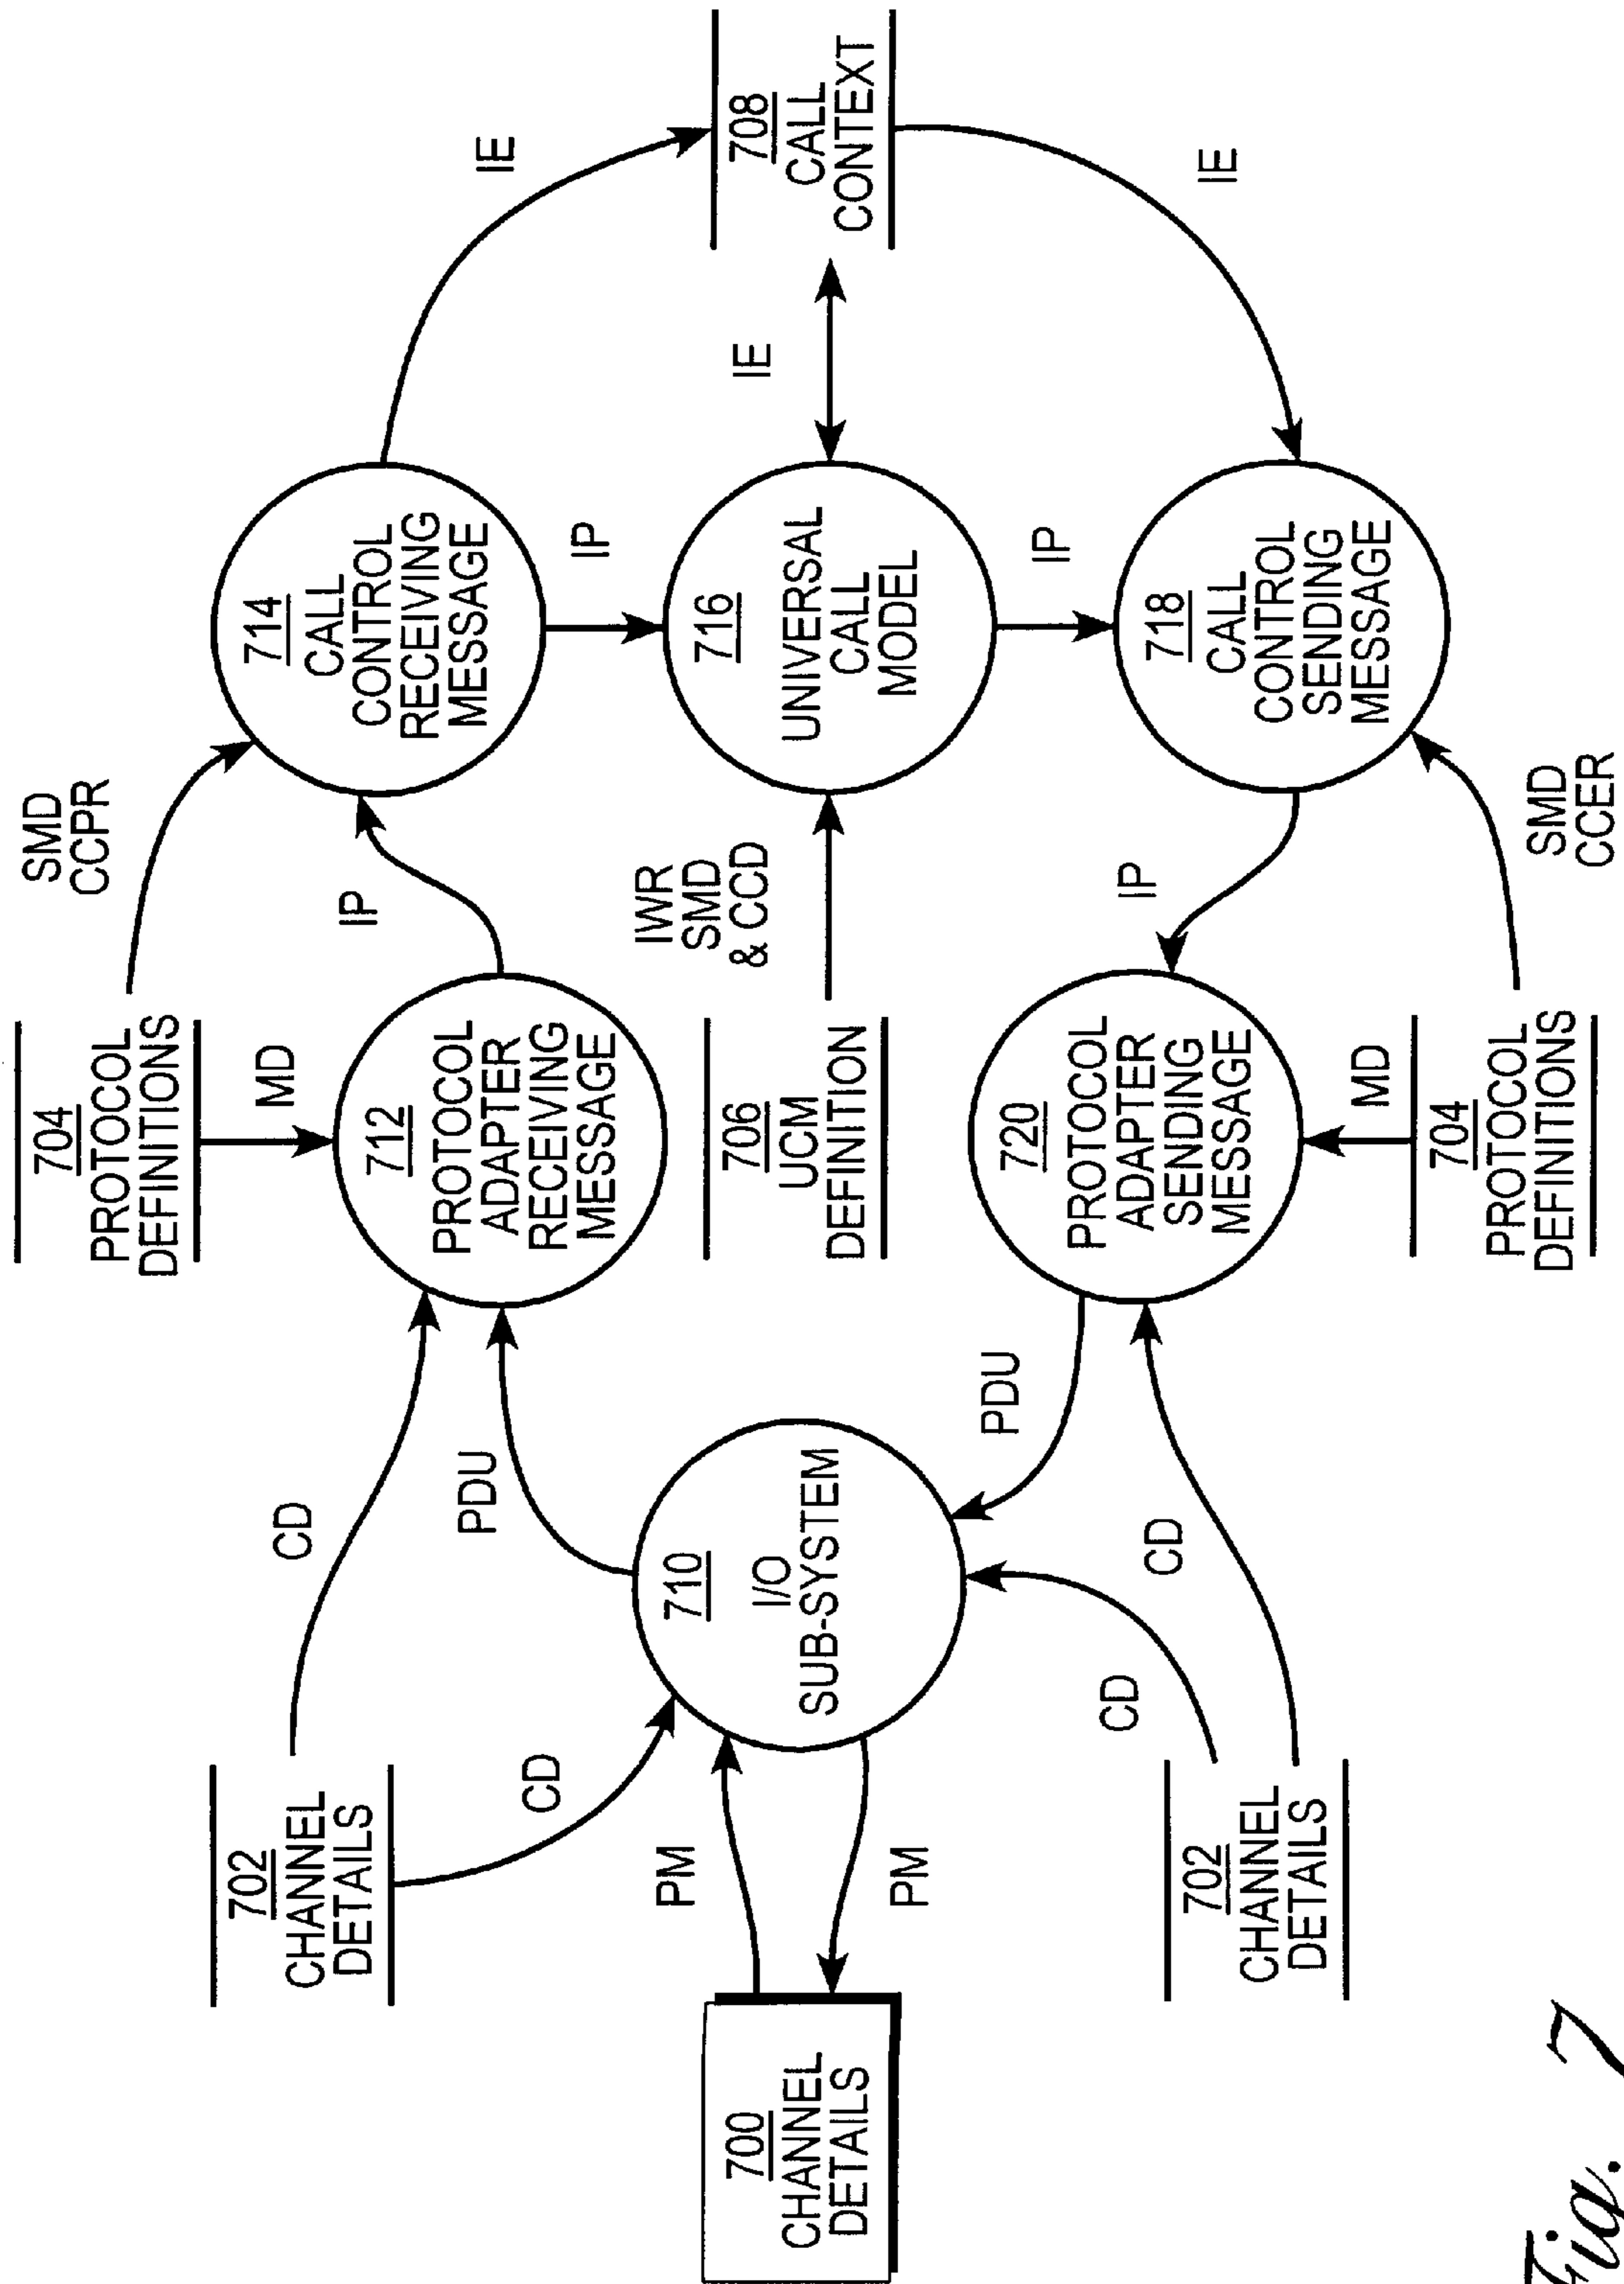 704
PROTOCOL
DEFINITIONS
SMD
CCPR
MD
702
CHANNEL
DETAILS
CD
CD
712
PROTOCOL
ADAPTER
RECEIVING
MESSAGE
IP
714
CALL
CONTROL
RECEIVING
MESSAGE
IE
PDU
PM
700
CHANNEL
DETAILS
PM
710
I/O
SUB-SYSTEM
706
UCM
DEFINITION
IWR
SMD
& CCD
IP
716
UNIVERSAL
CALL
MODEL
IE
708
CALL
CONTEXT
PDU
CD
CD
702
CHANNEL
DETAILS
720
PROTOCOL
ADAPTER
SENDING
MESSAGE
IP
IP
718
CALL
CONTROL
SENDING
MESSAGE
IE
MD
704
PROTOCOL
DEFINITIONS
SMD
CCER
Fig. 7